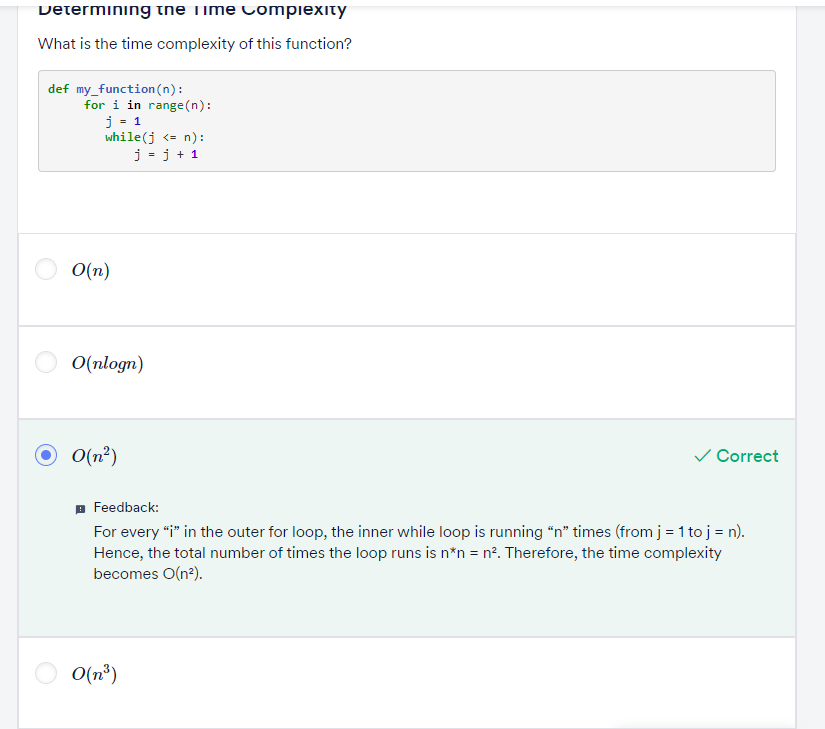 Determining the Time Complexity
What is the time complexity of this function?
def my_function(n):
for i in range(n):
j = 1
while(j <= n):
j = j + 1
O(n)
O(nlogn)
O(n²)
✓ Correct
Feedback:
For every “i” in the outer for loop, the inner while loop is running “n” times (from j = 1 to j = n).
Hence, the total number of times the loop runs is n*n = n². Therefore, the time complexity
becomes O(n²).
O(n³)